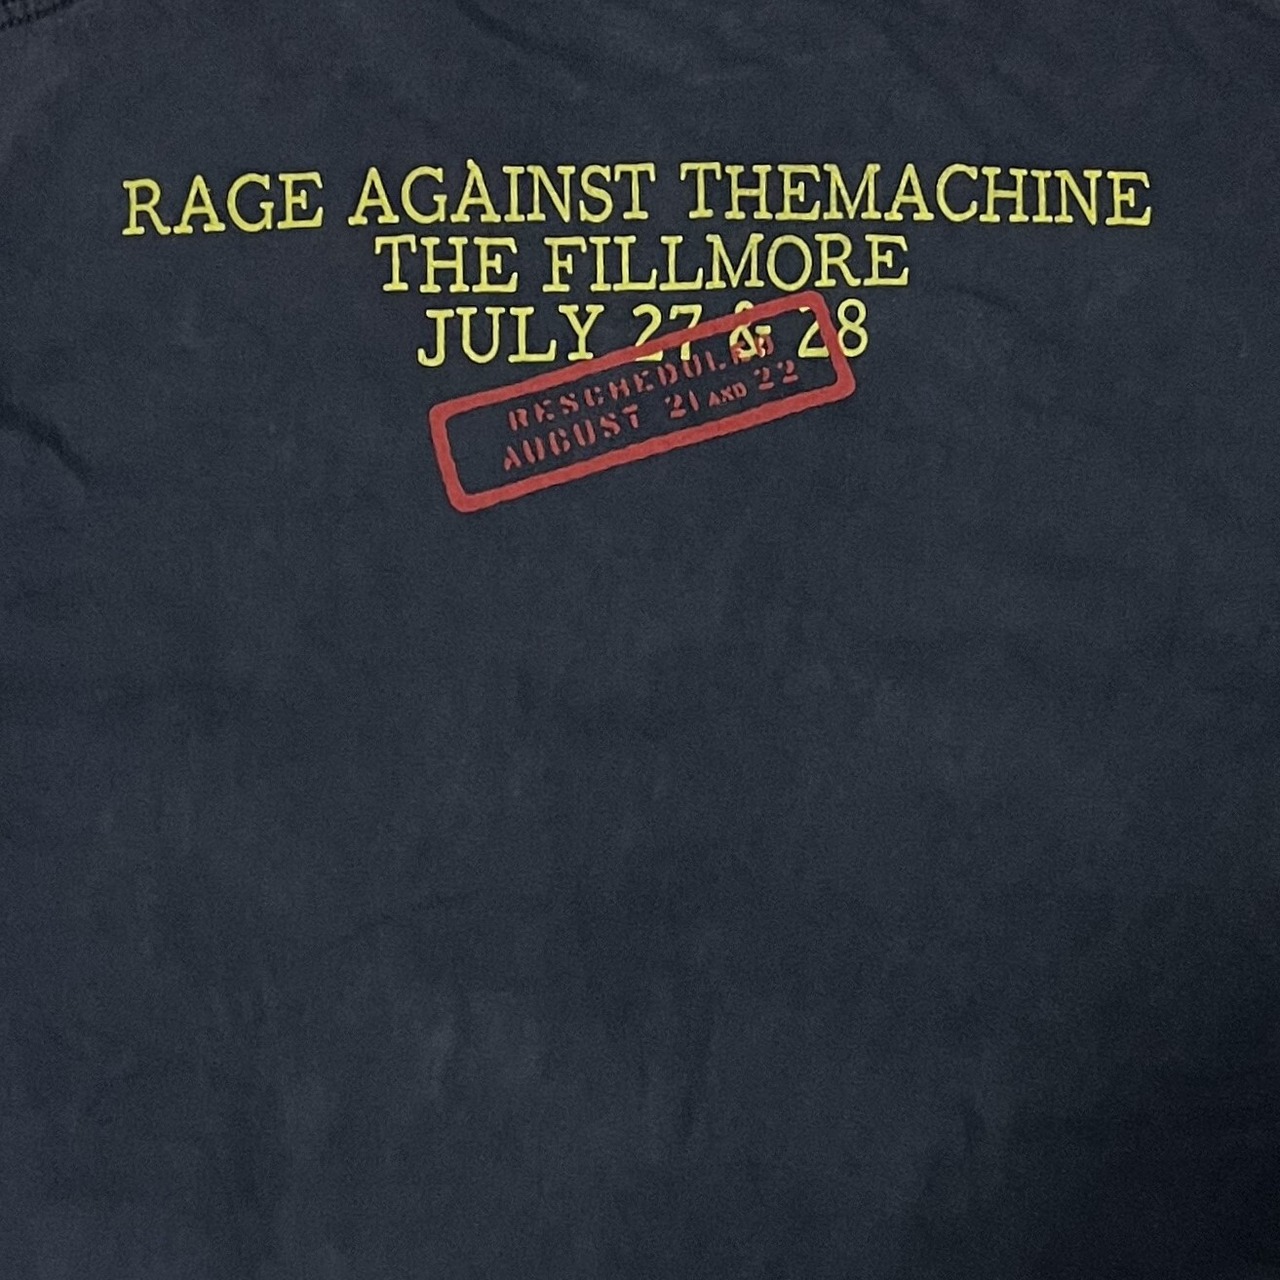 RAGE AGAINST THEMACHINE
THE FILLMORE
JULY 27 & 28
RESCHEDULED
AUGUST 21 AND 22